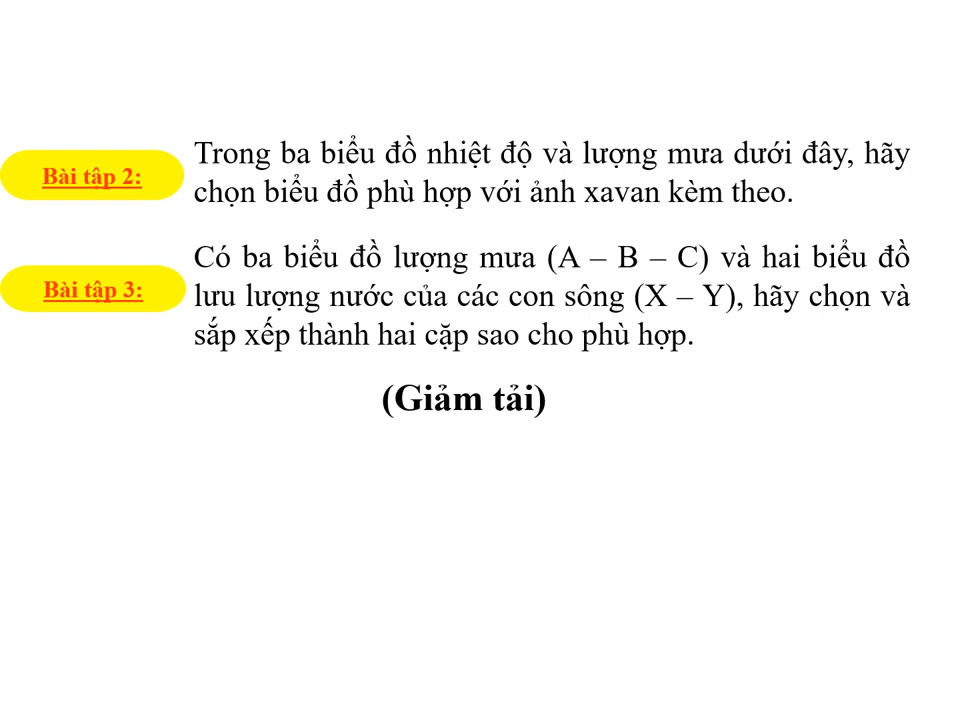 Bài tập 2:
Trong ba biểu đồ nhiệt độ và lượng mưa dưới đây, hãy
chọn biểu đồ phù hợp với ảnh xavan kèm theo.
Bài tập 3:
Có ba biểu đồ lượng mưa (A – B – C) và hai biểu đồ
lưu lượng nước của các con sông (X – Y), hãy chọn và
sắp xếp thành hai cặp sao cho phù hợp.
(Giảm tải)